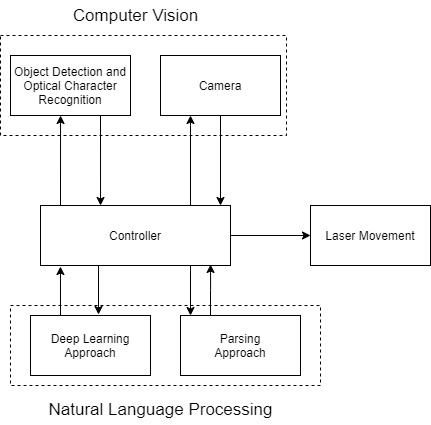 Computer Vision
Object Detection and
Optical Character
Recognition
Camera
Controller
Laser Movement
Deep Learning
Approach
Parsing
Approach
Natural Language Processing